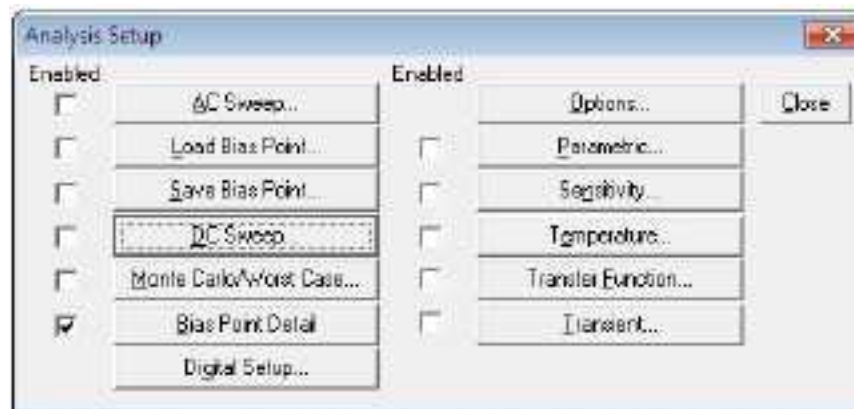 Analysis Setup
Enabled
Enabled
AC Sweep...
Options...
Close
Load Bias Point...
Parametric...
Save Bias Point...
Sensitivity...
DC Sweep...
Temperature...
Monte Carlo/Worst Case...
Transfer Function...
Bias Point Detail
Transient...
Digital Setup...